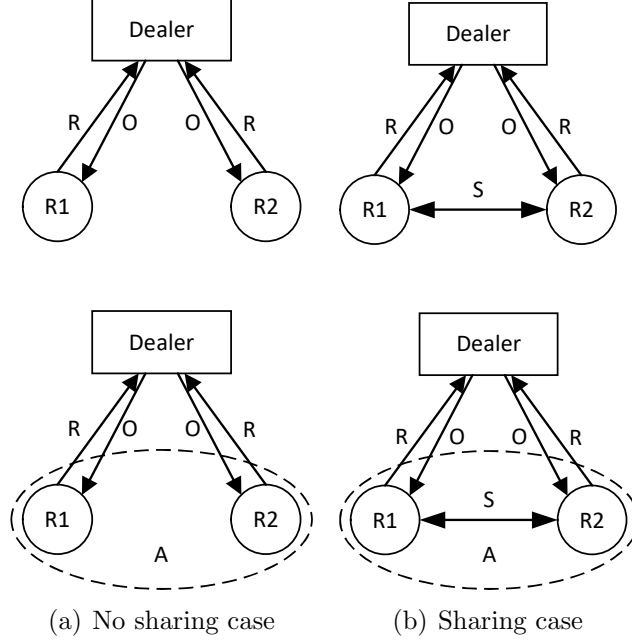 Dealer
Dealer
R O O R
R O O R
S
R1 R2
R1 R2
Dealer
Dealer
R O O R
R O O R
S
R1 R2
R1 R2
A
A
(a) No sharing case
(b) Sharing case